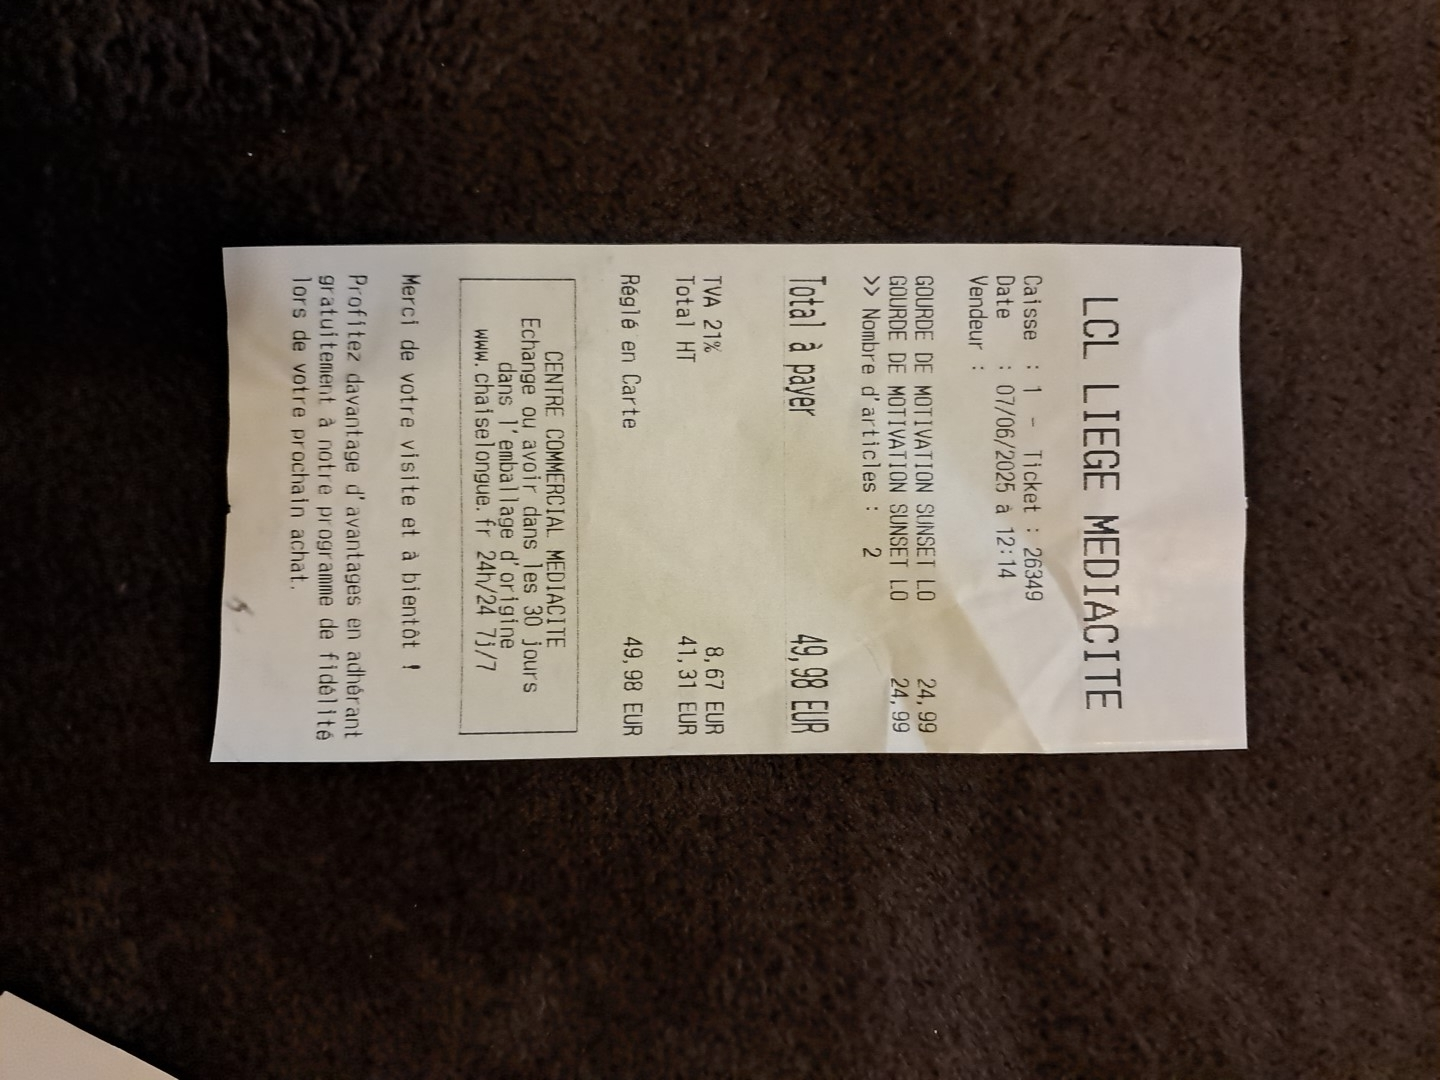 LCL LIEGE MEDIACITE
Caisse : 1 - Ticket : 26349
Date : 07/06/2025 à 12:14
Vendeur :
GOURDE DE MOTIVATION SUNSET LO 24,99
GOURDE DE MOTIVATION SUNSET LO 24,99
>> Nombre d'articles : 2
Total à payer 49,98 EUR
TVA 21% 8,67 EUR
Total HT 41,31 EUR
Réglé en Carte 49,98 EUR
CENTRE COMMERCIAL MEDIACITE
Echange ou avoir dans les 30 jours
dans l'emballage d'origine
www.chaiselongue.fr 24h/24 7j/7
Merci de votre visite et à bientôt !
Profitez davantage d'avantages en adhérant
gratuitement à notre programme de fidélité
lors de votre prochain achat.